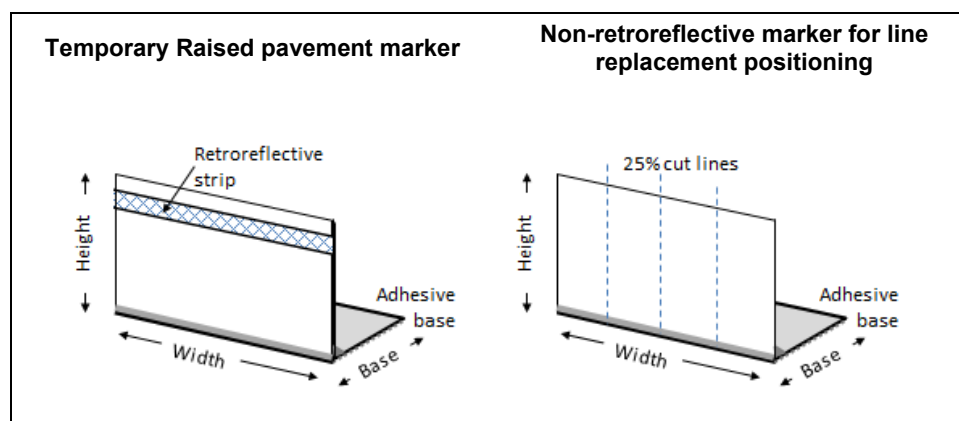 Temporary Raised pavement marker
Retroreflective
strip
Height
Width
Base
Adhesive
base
Non-retroreflective marker for line
replacement positioning
25% cut lines
Height
Width
Base
Adhesive
base